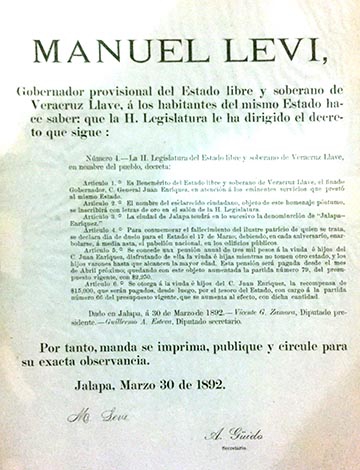 MANUEL LEVI,
Gobernador provisional del Estado libre y soberano de
Veracruz Llave, á los habitantes del mismo Estado ha-
ce saber: que la H. Legislatura le ha dirigido el decre-
to que sigue:
Número 4.—La H. Legislatura del Estado libre y soberano de Veracruz Llave,
en nombre del pueblo, decreta:
Artículo 1.º Es Benemérito del Estado libre y soberano de Veracruz Llave, el finado
Gobernador, C. General Juan Enriquez, en atención á los eminentes servicios que prestó
al mismo Estado.
Artículo 2.º El nombre del esclarecido ciudadano, objeto de este homenaje póstumo,
se inscribirá con letras de oro en el salón de la H. Legislatura.
Artículo 3.º La ciudad de Jalapa tendrá en lo sucesivo la denominación de "Jalapa-
Enriquez."
Artículo 4.º Para conmemorar el fallecimiento del ilustre patricio de quien se trata,
se declara día de duelo para el Estado el 17 de Marzo, debiendo, en cada aniversario, enar-
bolarse, á media asta, el pabellón nacional, en los edificios públicos.
Artículo 5.º Se concede una pensión anual de tres mil pesos á la viuda é hijos del
C. Juan Enriquez, disfrutando de ella la viuda é hijas mientras no tomen otro estado, y los
hijos varones hasta que alcancen la mayor edad. Esta pensión será pagada desde el mes
de Abril próximo; quedando con este objeto aumentada la partida número 79, del presu-
puesto vigente, con $2,250.
Artículo 6.º Se otorga á la viuda é hijos del C. Juan Enriquez, la recompensa de
$15,000, que serán pagados, desde luego, por el tesoro del Estado, con cargo á la partida
número 66 del presupuesto vigente, que se aumenta al efecto, con dicha cantidad.
Dado en Jalapa, á 30 de Marzo de 1892.—Vicente G. Zamora, Diputado pre-
sidente.—Guillermo A. Esteva, Diputado secretario.
Por tanto, manda se imprima, publique y circule para
su exacta observancia.
Jalapa, Marzo 30 de 1892.
M. Levi
A. Güido
Secretario.